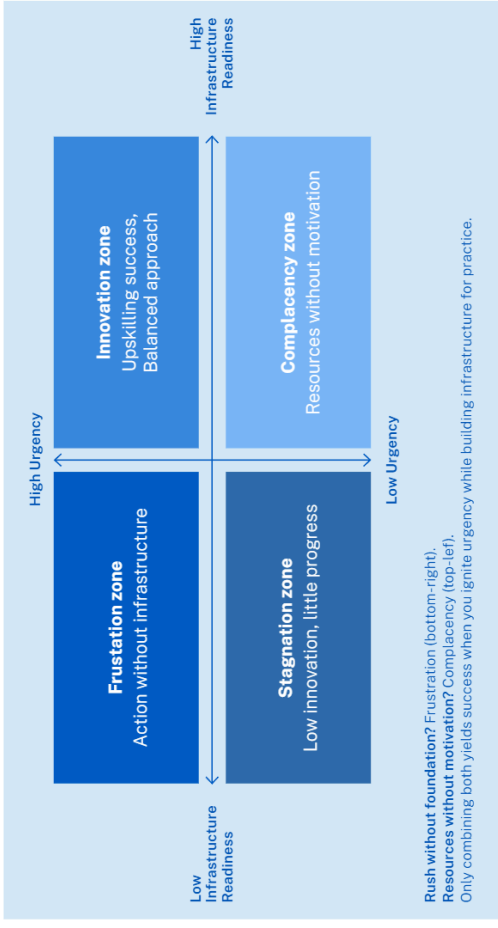 High Urgency
Frustation zone
Action without infrastructure
Innovation zone
Upskilling success,
Balanced approach
Low
Infrastructure
Readiness
High
Infrastructure
Readiness
Stagnation zone
Low innovation, little progress
Complacency zone
Resources without motivation
Low Urgency
Rush without foundation? Frustration (bottom-right).
Resources without motivation? Complacency (top-lef).
Only combining both yields success when you ignite urgency while building infrastructure for practice.